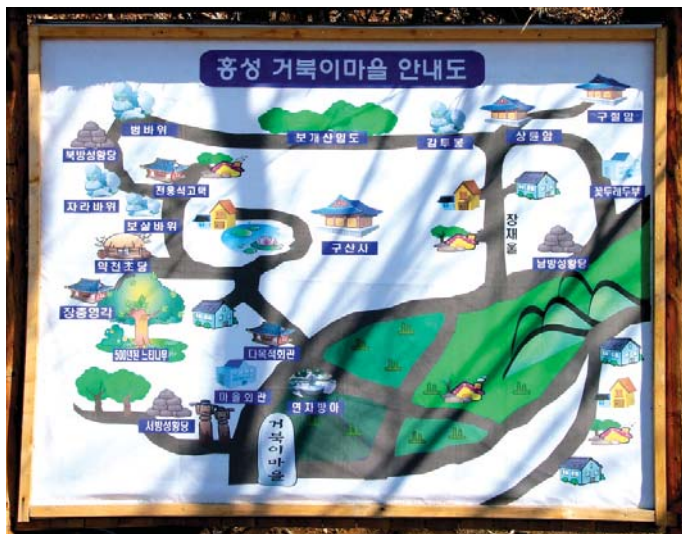 홍성 거북이마을 안내도
구절암
범바위
보개산임도
감투봉
상륜암
북방성황당
전용석고택
꽃두레두부
자라바위
보살바위
장재울
구산사
남방성황당
약천초당
장충영각
500년된 느티나무
다목적회관
마을회관
연자방아
서방성황당
거북이마을